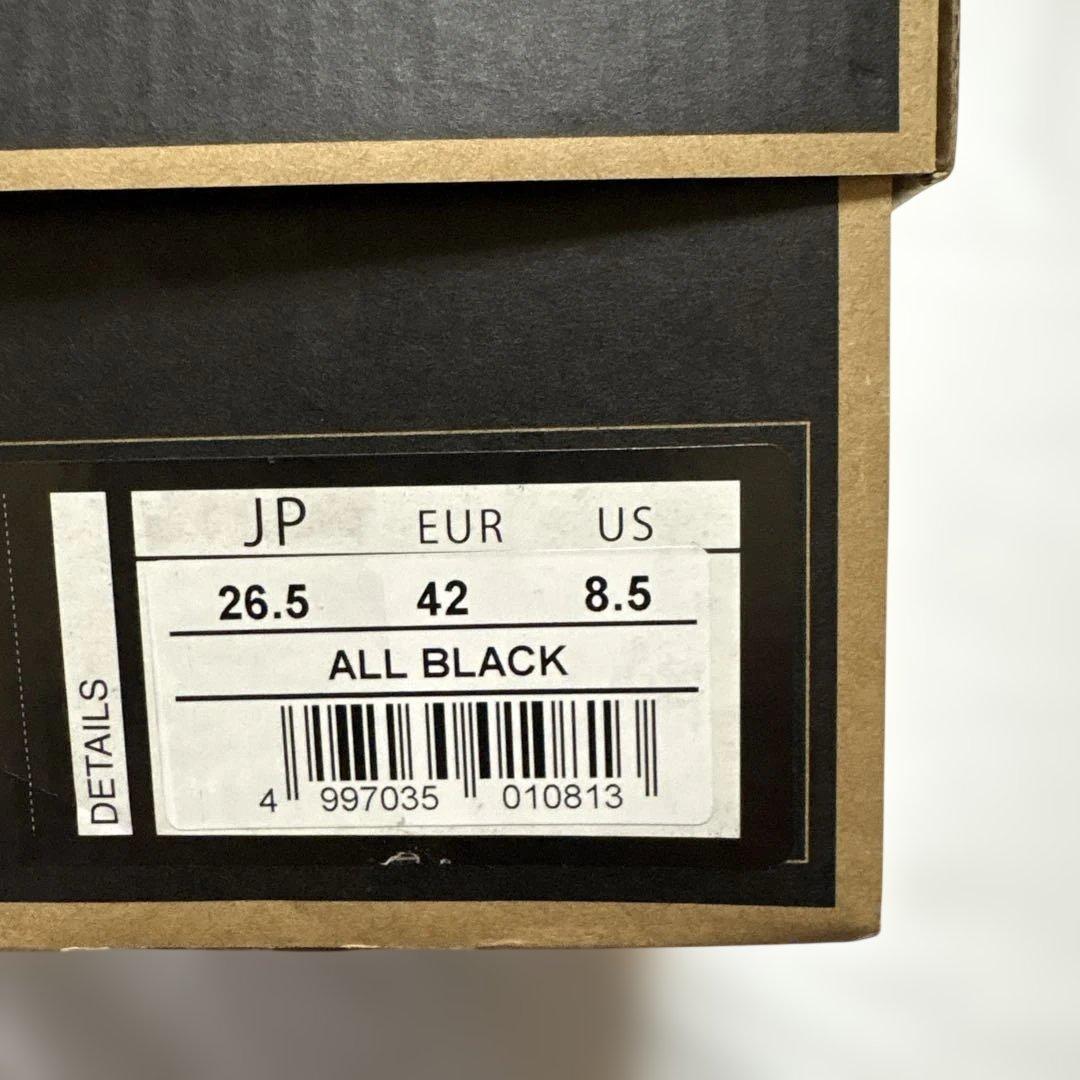 DETAILS
JP EUR US
26.5 42 8.5
ALL BLACK
4 997035 010813